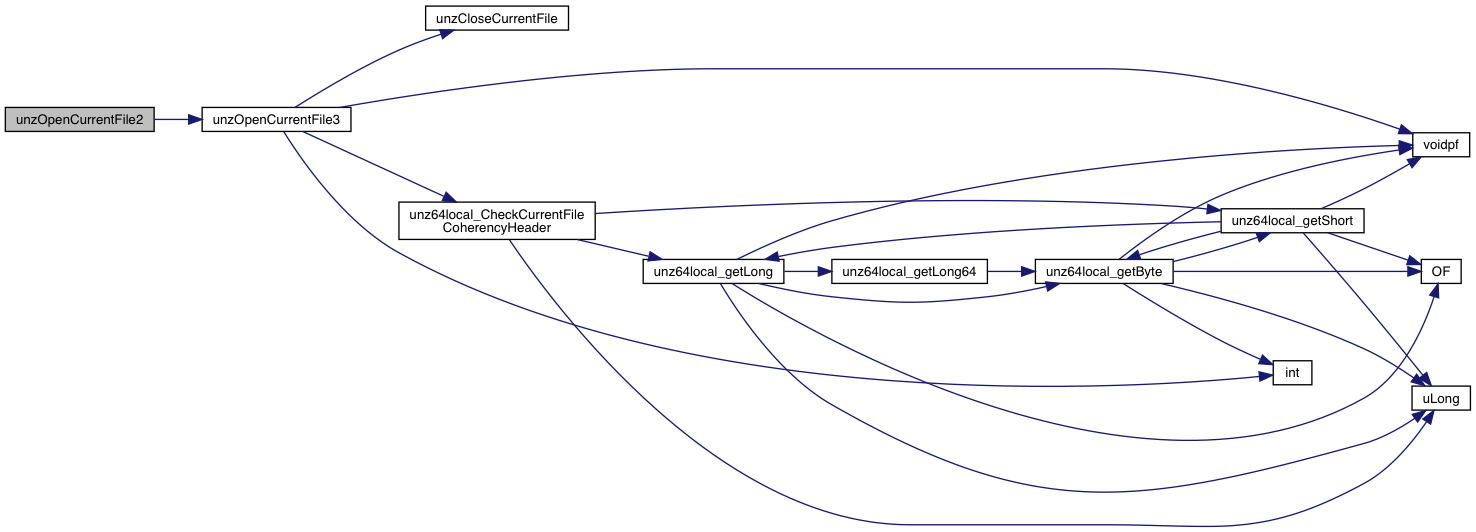 unzCloseCurrentFile
unzOpenCurrentFile2
unzOpenCurrentFile3
voidpf
unz64local_CheckCurrentFile
CoherencyHeader
unz64local_getShort
unz64local_getLong
unz64local_getLong64
unz64local_getByte
OF
int
uLong